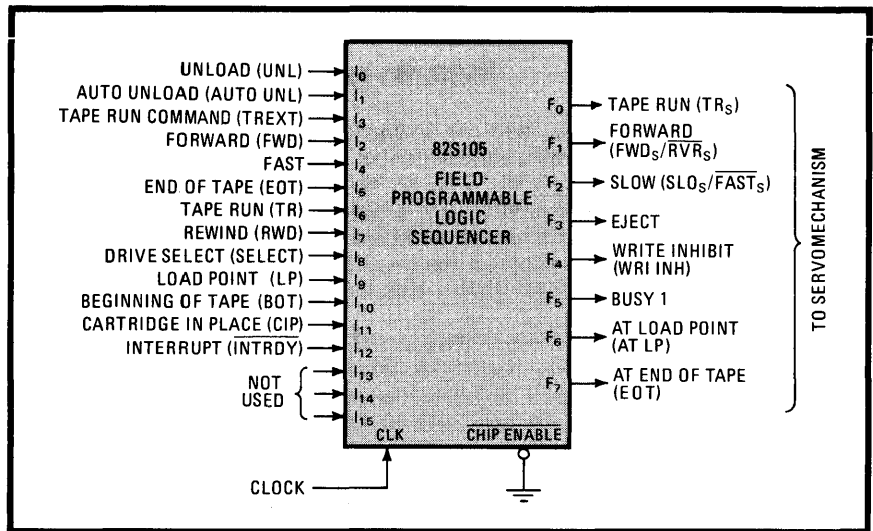 UNLOAD (UNL) I₀
AUTO UNLOAD (AUTO UNL) I₁
TAPE RUN COMMAND (TREXT) I₃
FORWARD (FWD) I₂
FAST I₄
END OF TAPE (EOT) I₅
TAPE RUN (TR) I₆
REWIND (RWD) I₇
DRIVE SELECT (SELECT) I₈
LOAD POINT (LP) I₉
BEGINNING OF TAPE (BOT) I₁₀
CARTRIDGE IN PLACE (CIP) I₁₁
INTERRUPT (I̅N̅T̅R̅D̅Y̅) I₁₂
NOT USED
I₁₃
I₁₄
I₁₅
82S105
FIELD-
PROGRAMMABLE
LOGIC
SEQUENCER
CLK
C̅H̅I̅P̅ ̅E̅N̅A̅B̅L̅E̅
CLOCK
F₀ TAPE RUN (TRₛ)
F₁ FORWARD
(FWDₛ/R̅V̅R̅ₛ)
F₂ SLOW (SLOₛ/F̅A̅S̅T̅ₛ)
F₃ EJECT
F₄ WRITE INHIBIT
(WRI INH)
F₅ BUSY 1
F₆ AT LOAD POINT
(AT LP)
F₇ AT END OF TAPE
(EOT)
TO SERVOMECHANISM